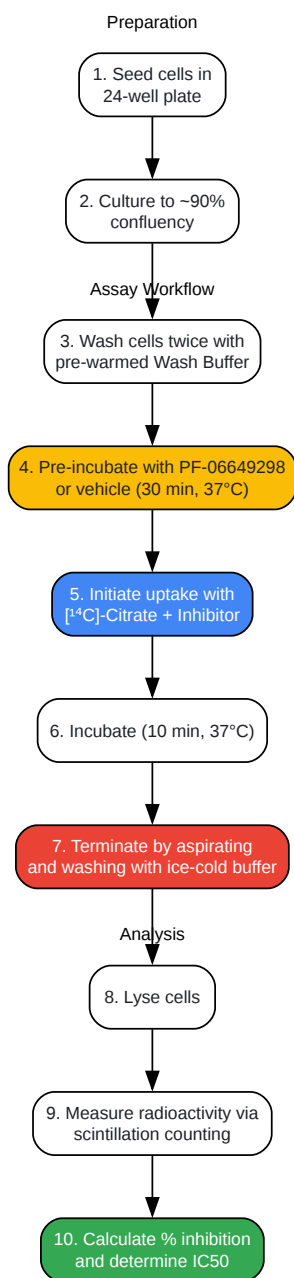 Preparation
1. Seed cells in
24-well plate
2. Culture to ~90%
confluency
Assay Workflow
3. Wash cells twice with
pre-warmed Wash Buffer
4. Pre-incubate with PF-06649298
or vehicle (30 min, 37°C)
5. Initiate uptake with
[¹⁴C]-Citrate + Inhibitor
6. Incubate (10 min, 37°C)
7. Terminate by aspirating
and washing with ice-cold buffer
Analysis
8. Lyse cells
9. Measure radioactivity via
scintillation counting
10. Calculate % inhibition
and determine IC50